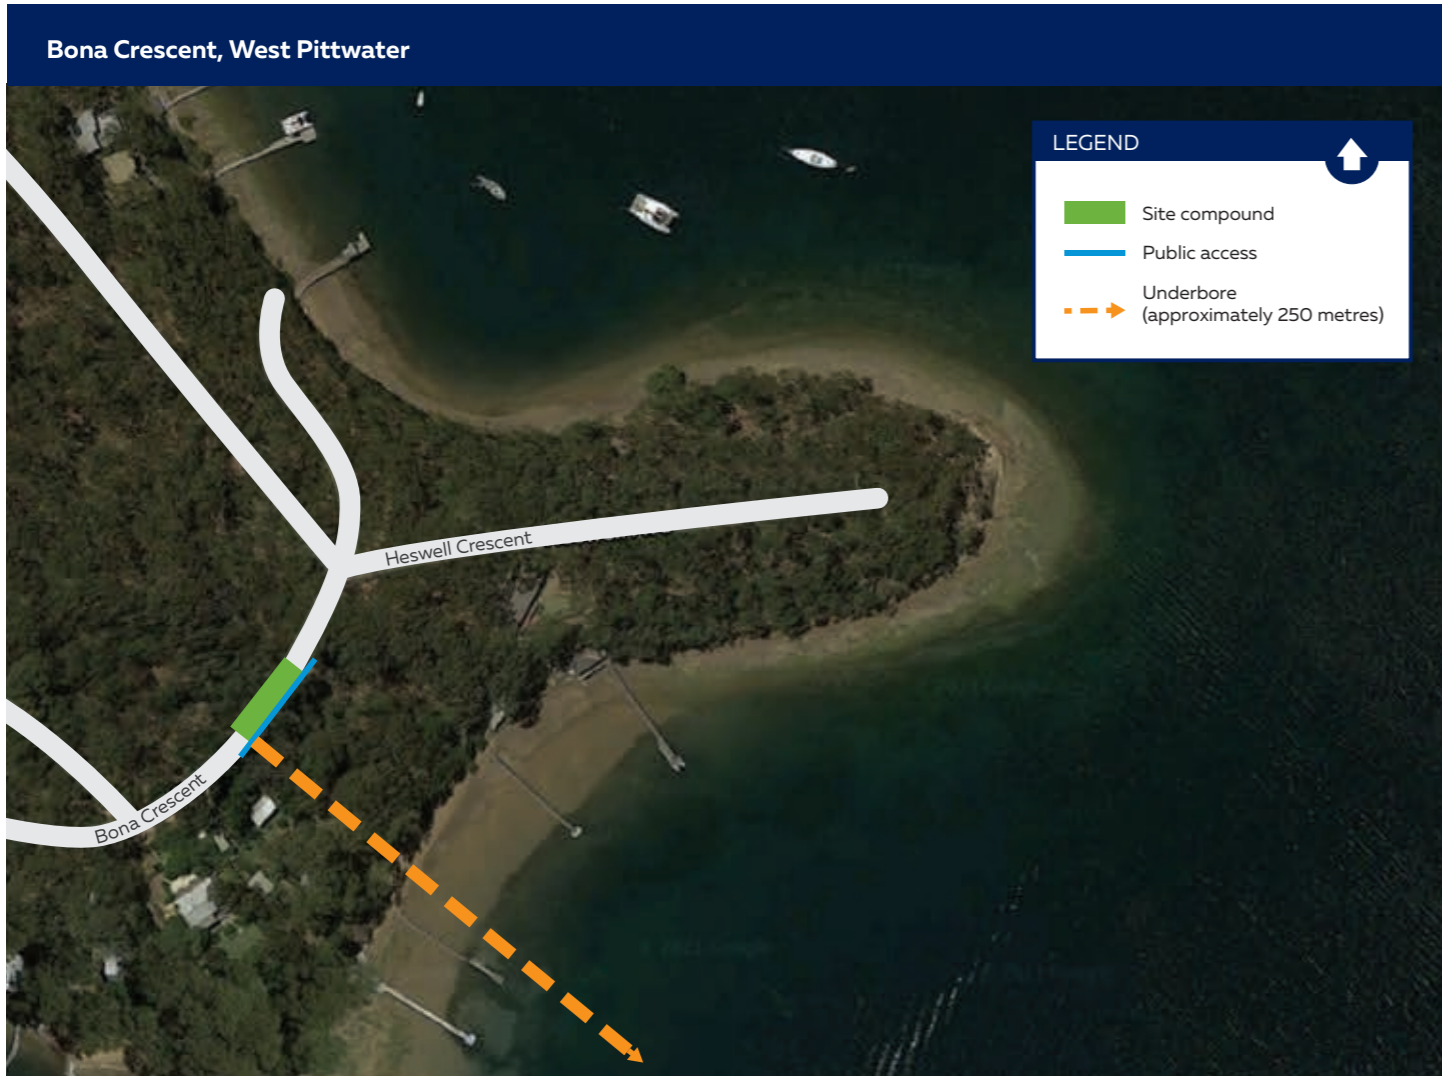 Bona Crescent, West Pittwater
LEGEND
Site compound
Public access
Underbore
(approximately 250 metres)
Heswell Crescent
Bona Crescent